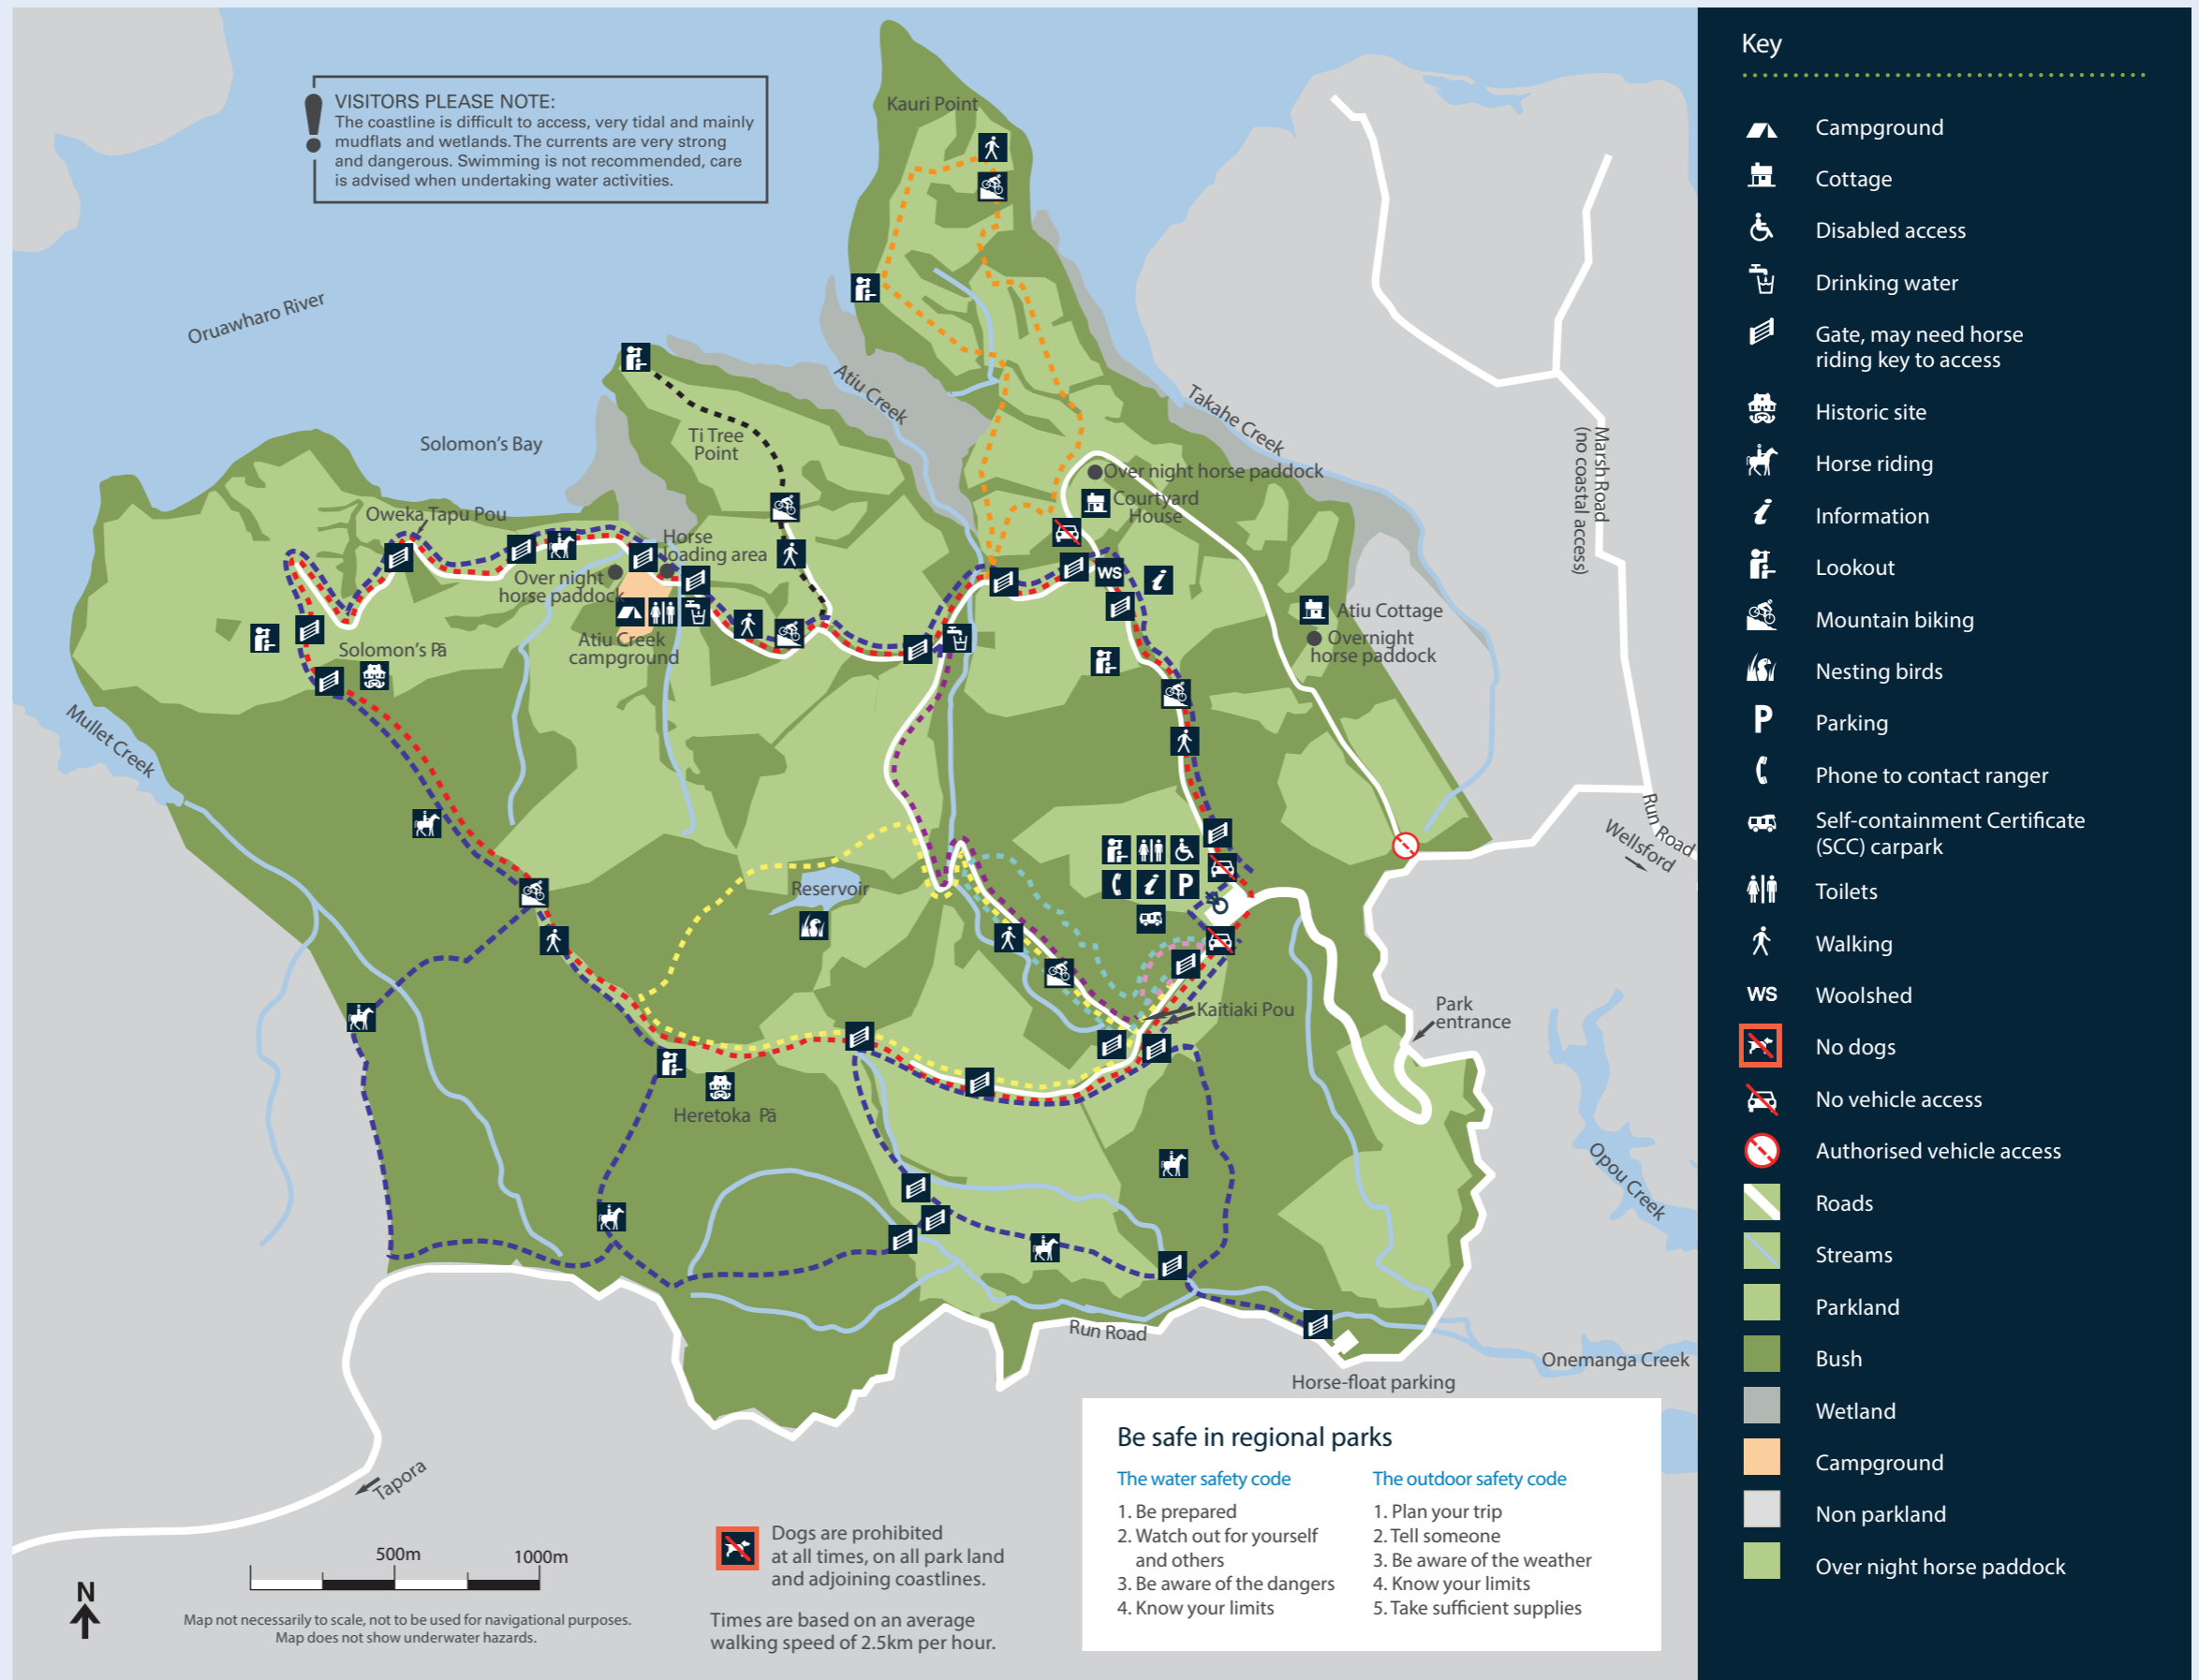 VISITORS PLEASE NOTE:
The coastline is difficult to access, very tidal and mainly
mudflats and wetlands. The currents are very strong
and dangerous. Swimming is not recommended, care
is advised when undertaking water activities.
Kauri Point
Oruawharo River
Atiu Creek
Takahe Creek
Solomon's Bay
Ti Tree
Point
Over night horse paddock
Courtyard
House
Marsh Road
(no coastal access)
Oweka Tapu Pou
Horse
loading area
Over night
horse paddock
WS
Atiu Cottage
Overnight
horse paddock
Atiu Creek
campground
Solomon's Pā
Mullet Creek
Run Road
Wellsford
Reservoir
P
Kaitiaki Pou
Park
entrance
Heretoka Pā
Opou Creek
Run Road
Onemanga Creek
Horse-float parking
Tapora
500m
1000m
N
Map not necessarily to scale, not to be used for navigational purposes.
Map does not show underwater hazards.
Dogs are prohibited
at all times, on all park land
and adjoining coastlines.
Times are based on an average
walking speed of 2.5km per hour.
Be safe in regional parks
The water safety code
1. Be prepared
2. Watch out for yourself
and others
3. Be aware of the dangers
4. Know your limits
The outdoor safety code
1. Plan your trip
2. Tell someone
3. Be aware of the weather
4. Know your limits
5. Take sufficient supplies
Key
Campground
Cottage
Disabled access
Drinking water
Gate, may need horse
riding key to access
Historic site
Horse riding
Information
Lookout
Mountain biking
Nesting birds
P Parking
Phone to contact ranger
Self-containment Certificate
(SCC) carpark
Toilets
Walking
WS Woolshed
No dogs
No vehicle access
Authorised vehicle access
Roads
Streams
Parkland
Bush
Wetland
Campground
Non parkland
Over night horse paddock